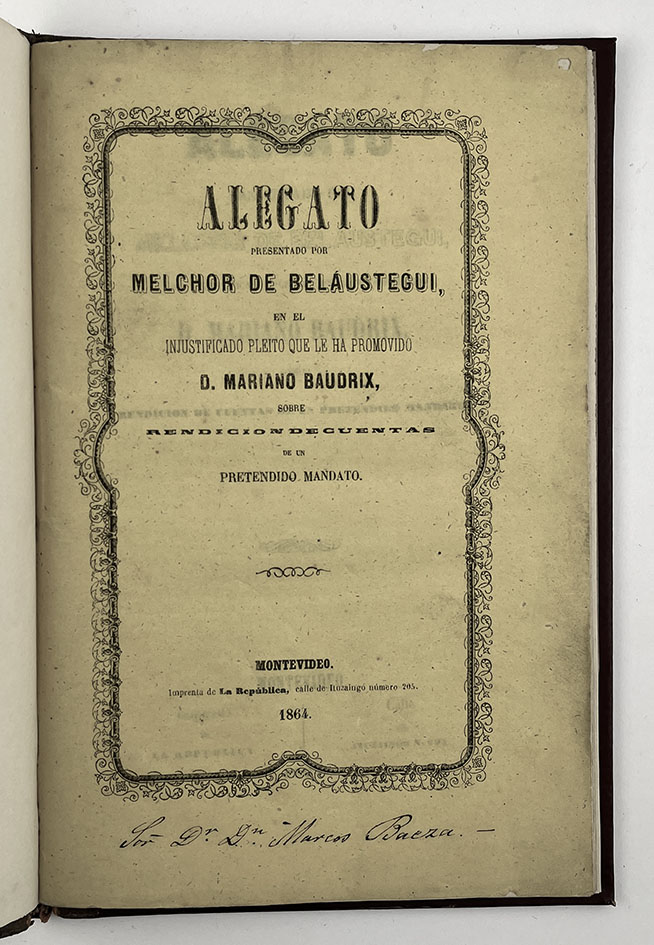 ALEGATO
PRESENTADO POR
MELCHOR DE BELÁUSTEGUI,
EN EL
INJUSTIFICADO PLEITO QUE LE HA PROMOVIDO
D. MARIANO BAUDRIX,
SOBRE
RENDICION DE CUENTAS
DE UN
PRETENDIDO MANDATO.
MONTEVIDEO.
Imprenta de La República, calle de Ituzaingo número 205.
1864.
Sor. Dr. Dn. Marcos Baeza. —